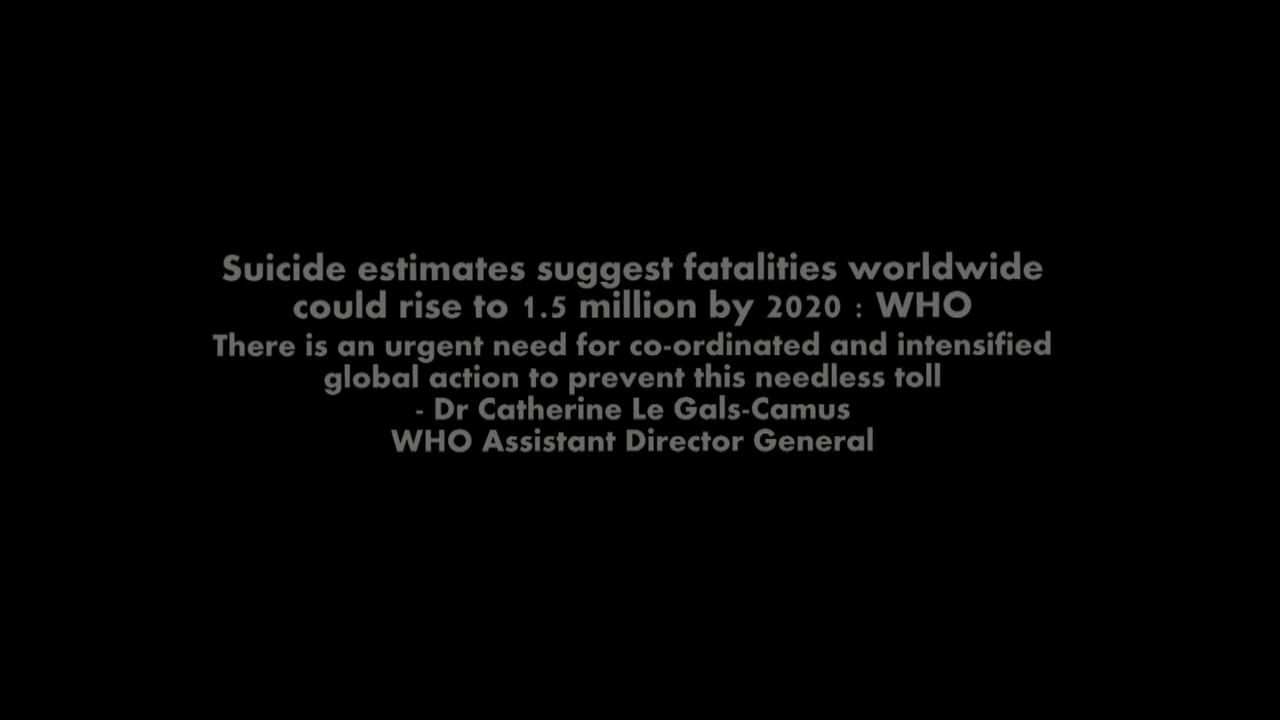 Suicide estimates suggest fatalities worldwide
could rise to 1.5 million by 2020 : WHO
There is an urgent need for co-ordinated and intensified
global action to prevent this needless toll
- Dr Catherine Le Gals-Camus
WHO Assistant Director General